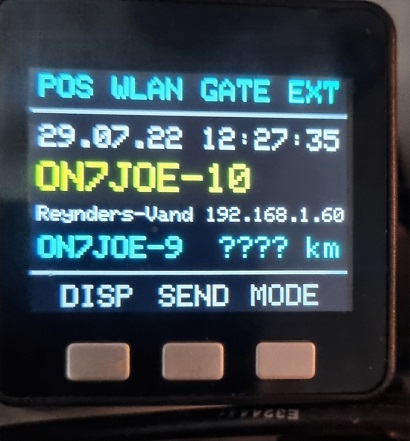 POS WLAN GATE EXT
29.07.22 12:27:35
ON7JOE-10
Reynders-Vand 192.168.1.60
ON7JOE-9 ???? km
DISP SEND MODE